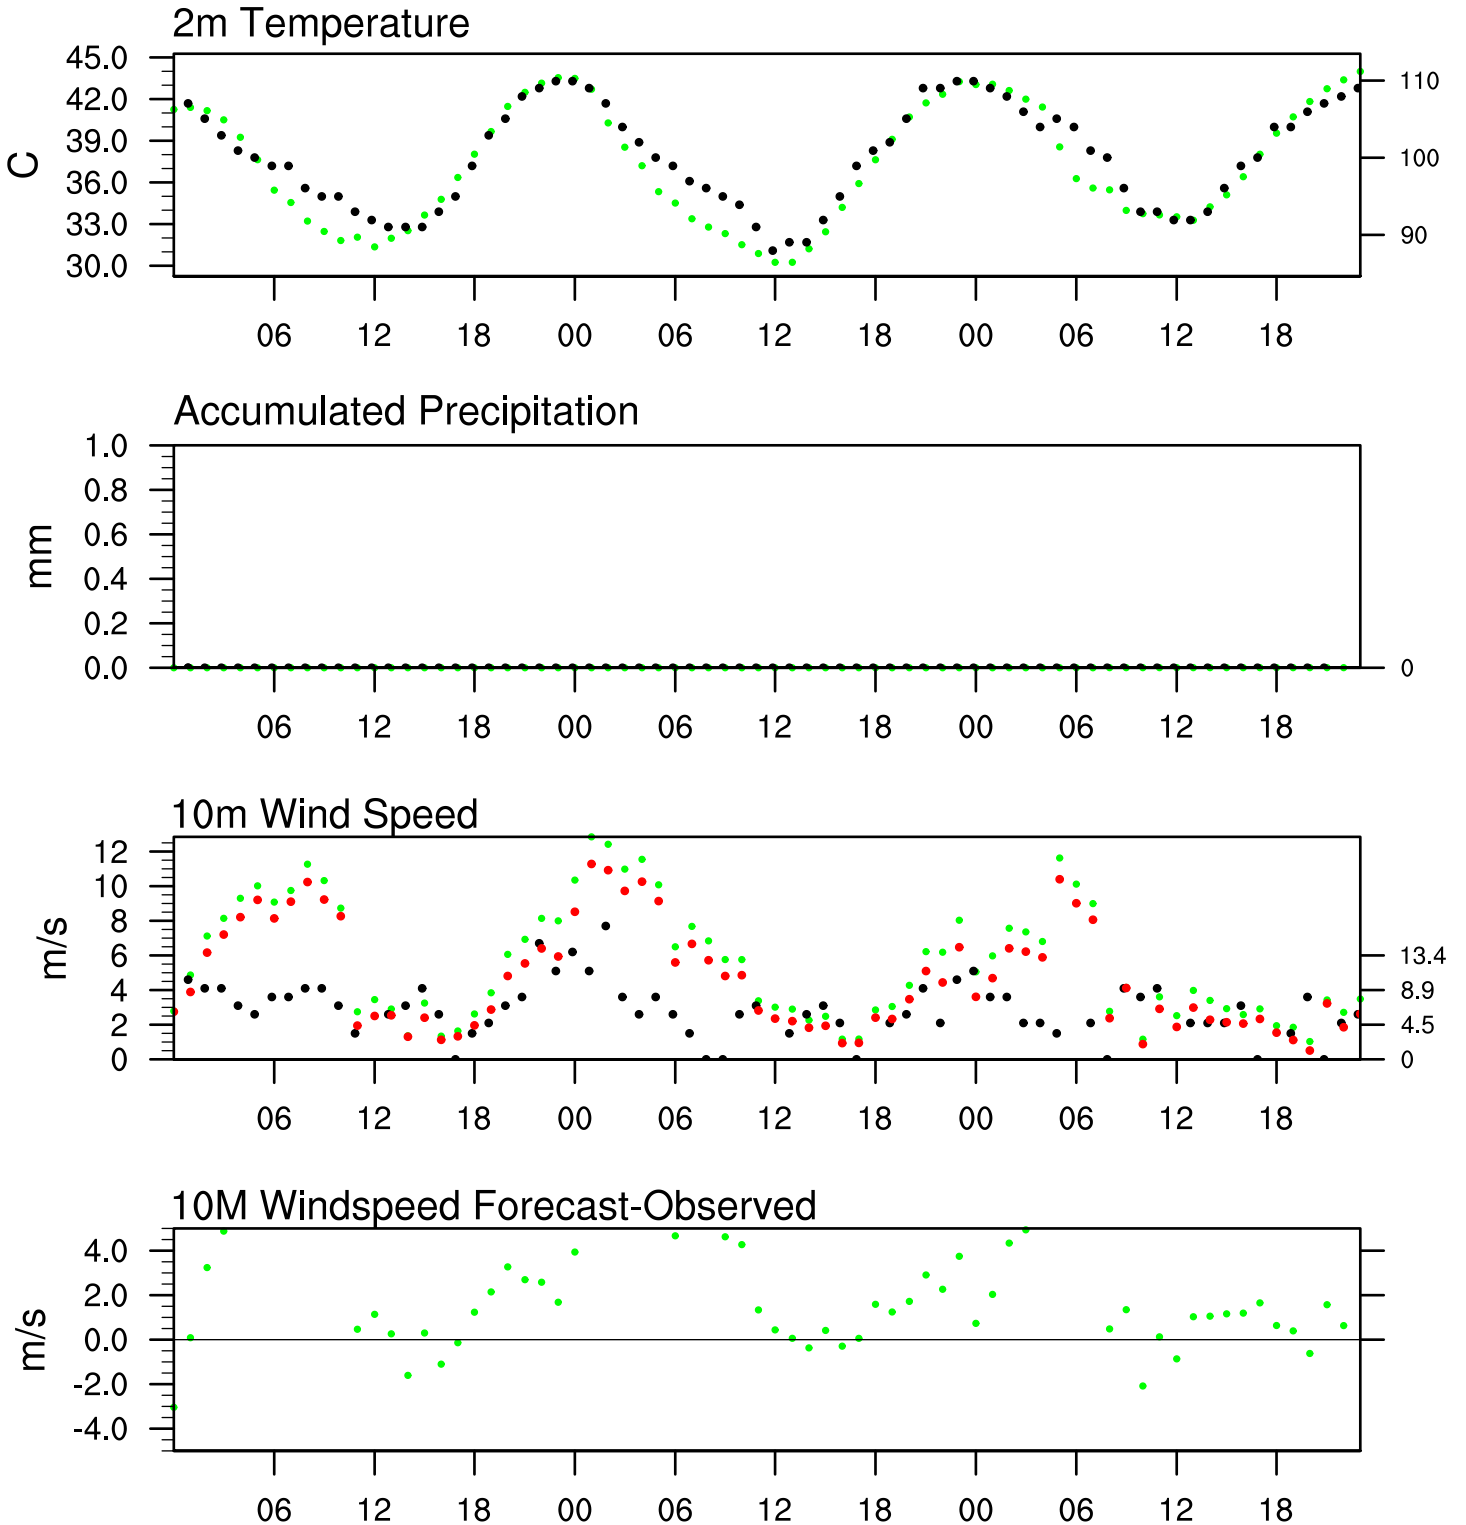 2m Temperature
45.0
42.0
39.0
36.0
33.0
30.0
C
110
100
90
06 12 18 00 06 12 18 00 06 12 18
Accumulated Precipitation
1.0
0.8
0.6
0.4
0.2
0.0
mm
0
06 12 18 00 06 12 18 00 06 12 18
10m Wind Speed
12
10
8
6
4
2
0
m/s
13.4
8.9
4.5
0
06 12 18 00 06 12 18 00 06 12 18
10M Windspeed Forecast-Observed
4.0
2.0
0.0
-2.0
-4.0
m/s
06 12 18 00 06 12 18 00 06 12 18